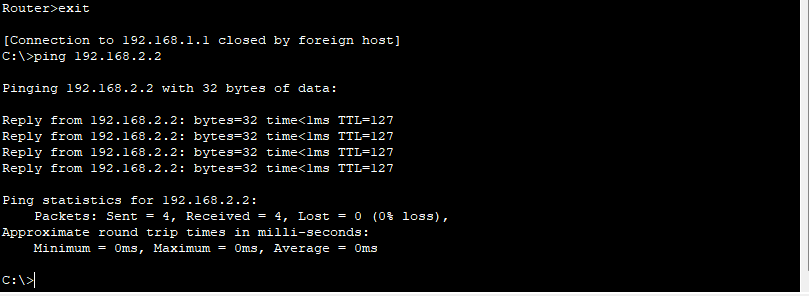 Router>exit
[Connection to 192.168.1.1 closed by foreign host]
C:\>ping 192.168.2.2
Pinging 192.168.2.2 with 32 bytes of data:
Reply from 192.168.2.2: bytes=32 time<1ms TTL=127
Reply from 192.168.2.2: bytes=32 time<1ms TTL=127
Reply from 192.168.2.2: bytes=32 time<1ms TTL=127
Reply from 192.168.2.2: bytes=32 time<1ms TTL=127
Ping statistics for 192.168.2.2:
    Packets: Sent = 4, Received = 4, Lost = 0 (0% loss),
Approximate round trip times in milli-seconds:
    Minimum = 0ms, Maximum = 0ms, Average = 0ms
C:\>